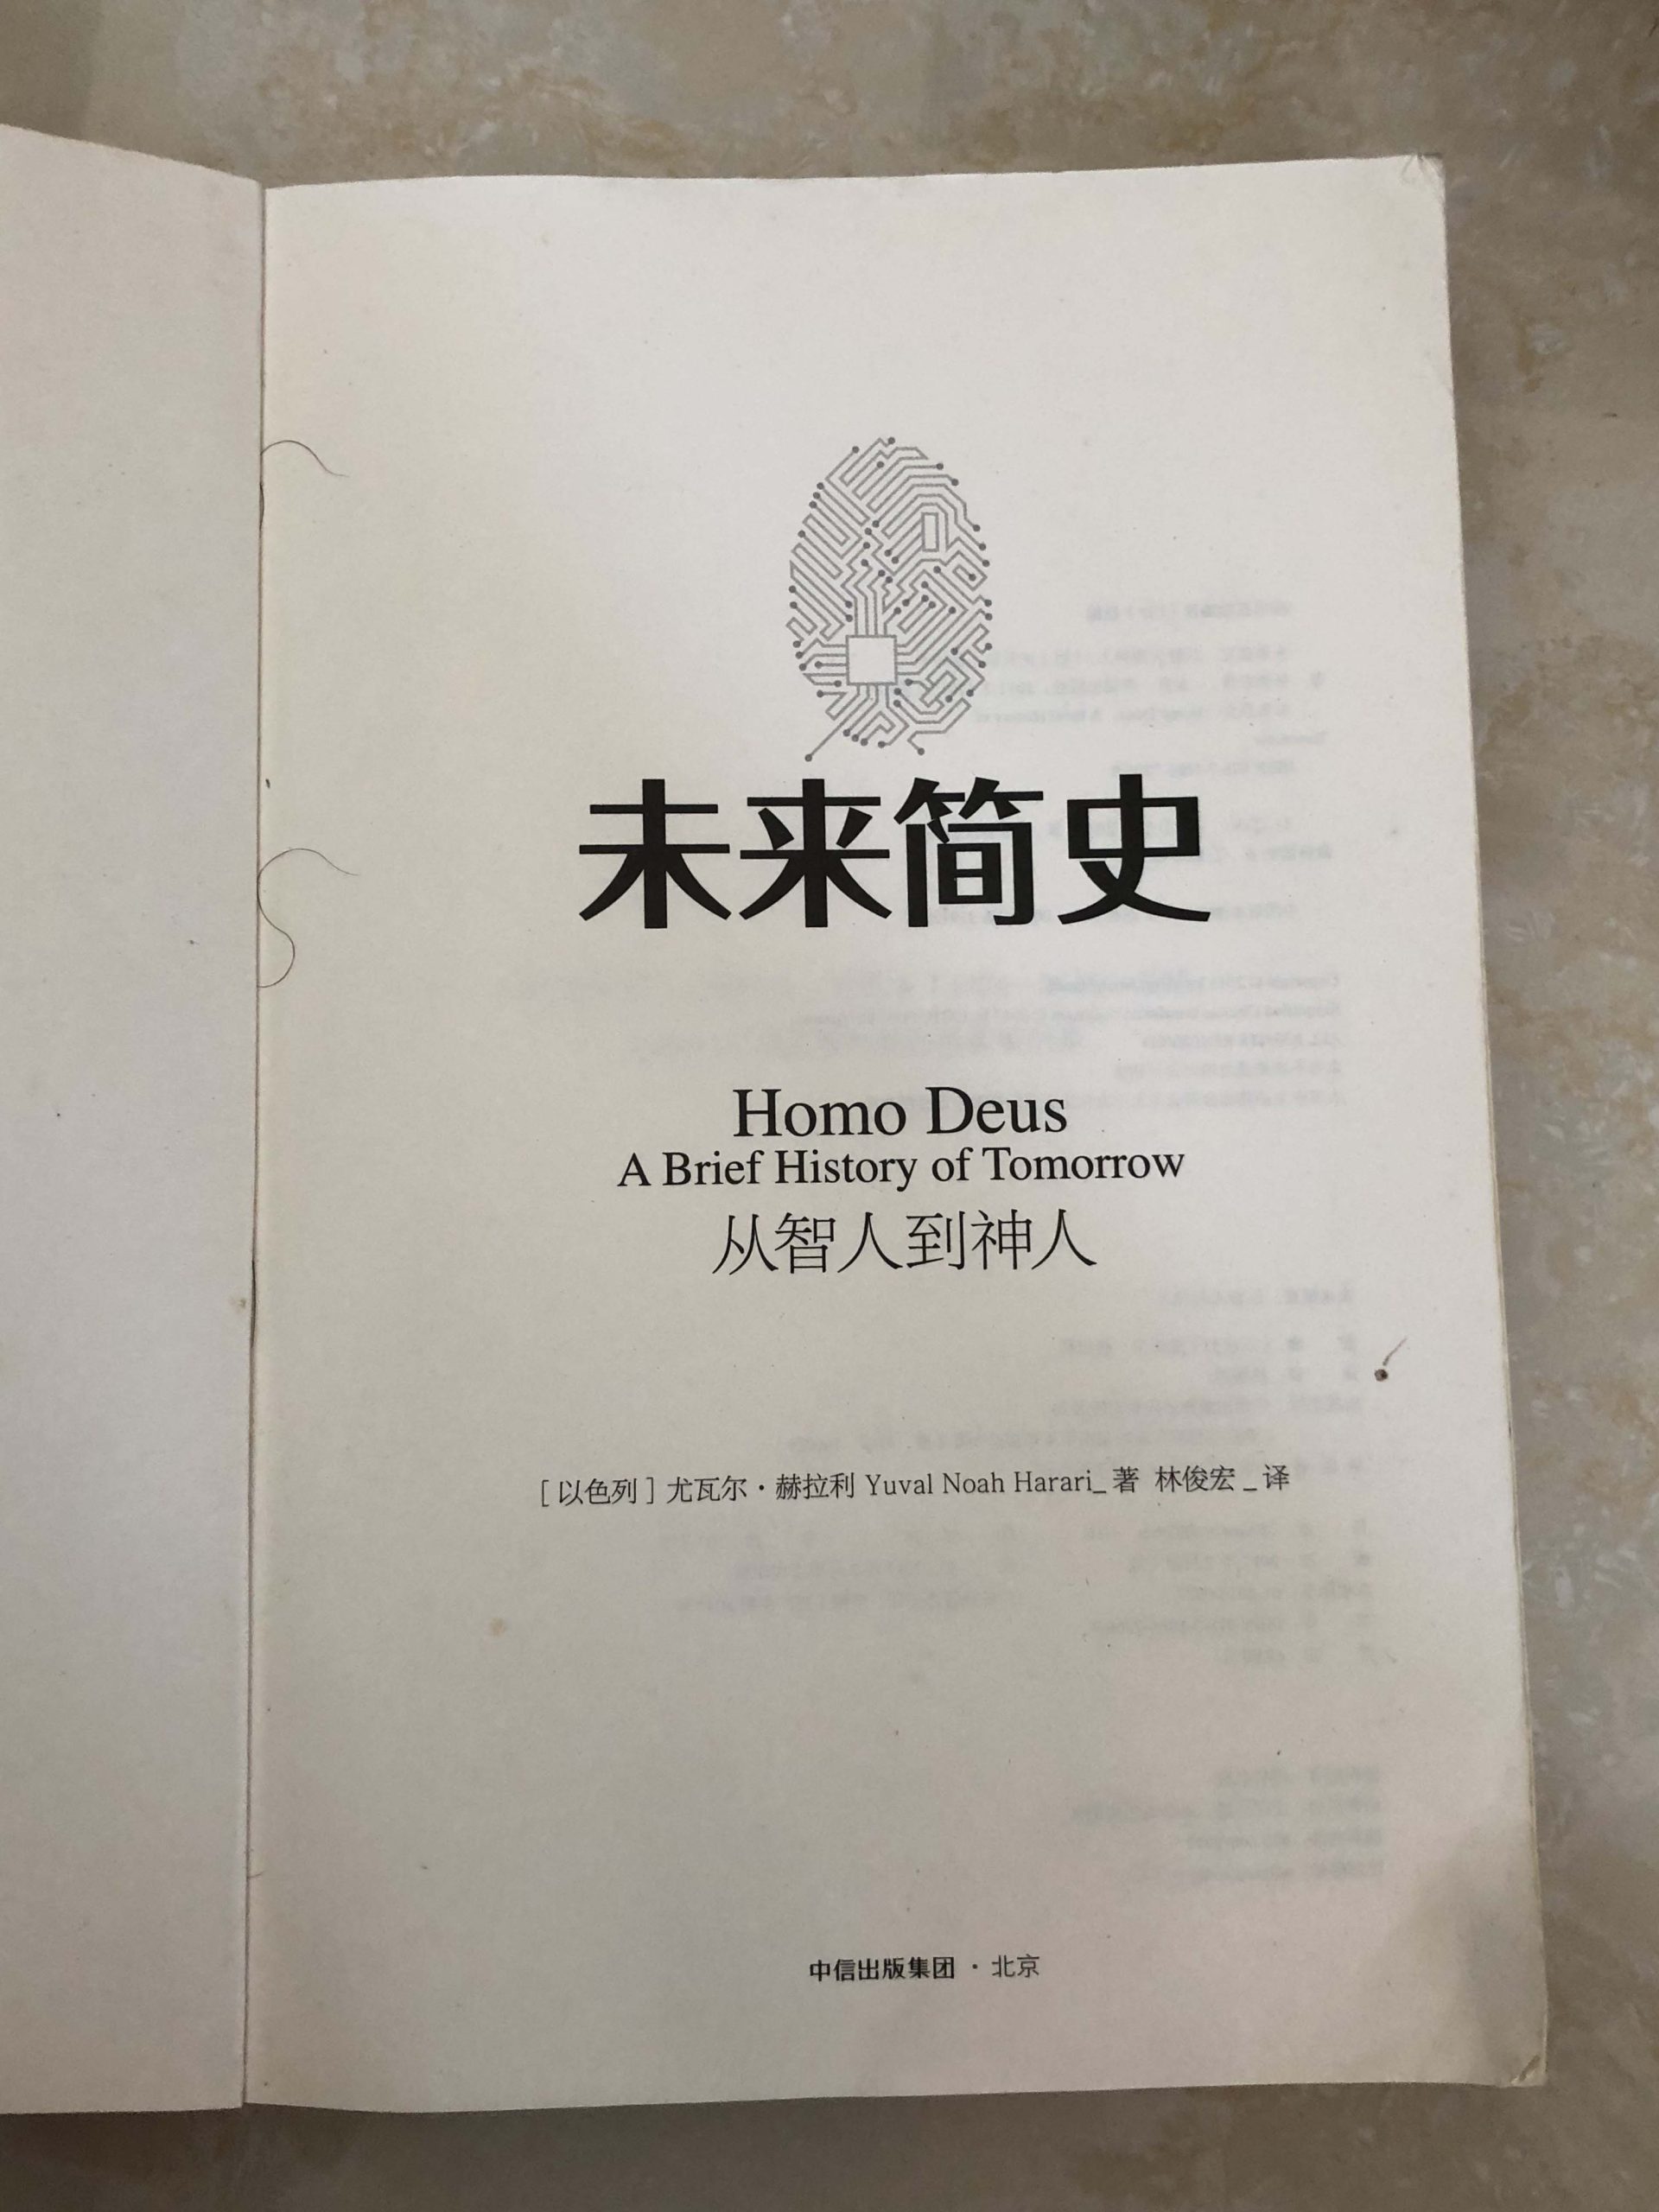 未来简史
Homo Deus
A Brief History of Tomorrow
从智人到神人
[以色列] 尤瓦尔·赫拉利 Yuval Noah Harari_著 林俊宏_译
中信出版集团·北京